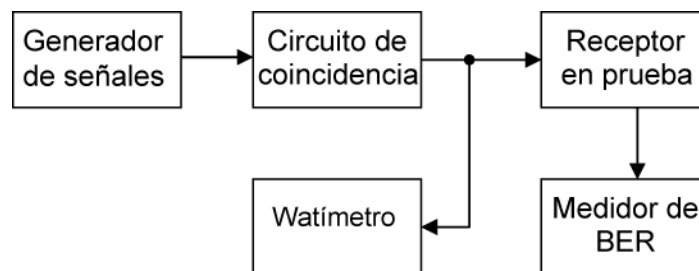 Generador
de señales
Circuito de
coincidencia
Receptor
en prueba
Watímetro
Medidor de
BER